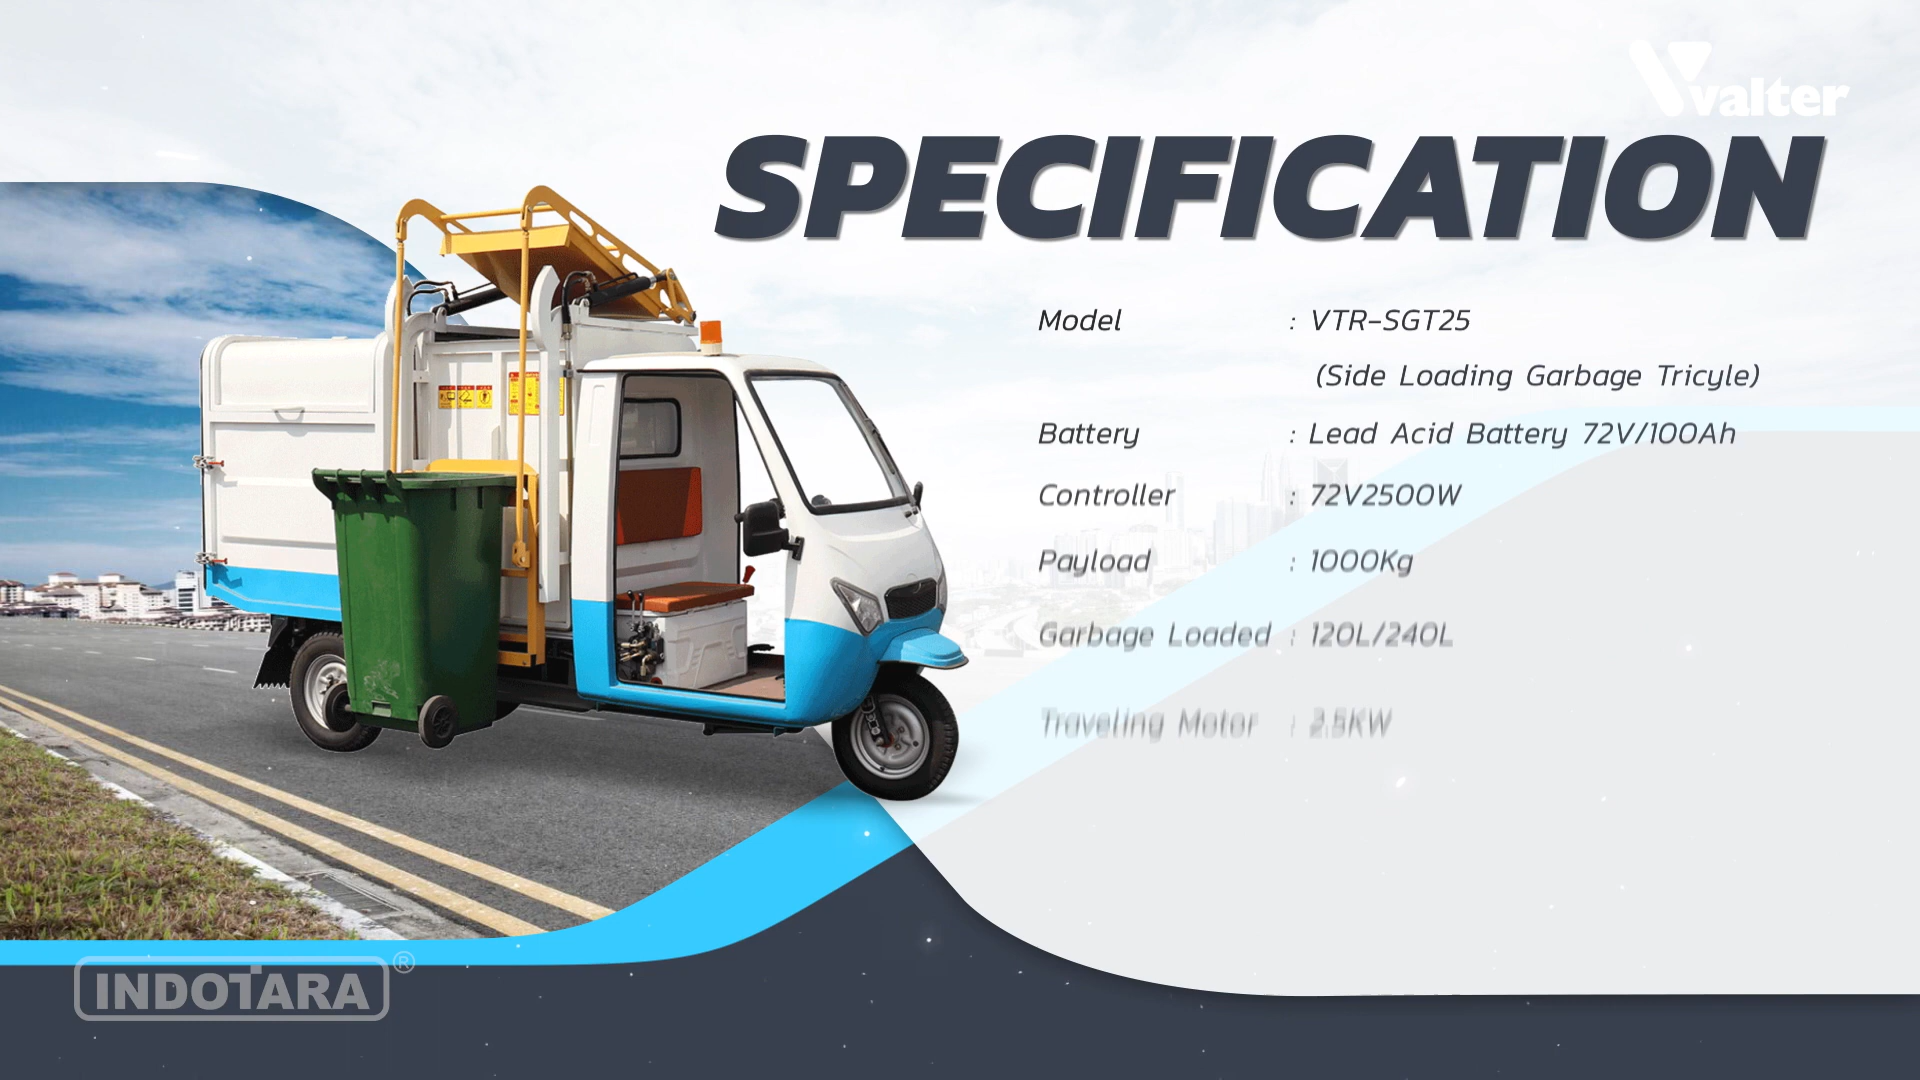 valter
SPECIFICATION
Model : VTR-SGT25
(Side Loading Garbage Tricyle)
Battery : Lead Acid Battery 72V/100Ah
Controller : 72V2500W
Payload : 1000Kg
Garbage Loaded : 120L/240L
Traveling Motor : 2.5KW
INDOTARA ®